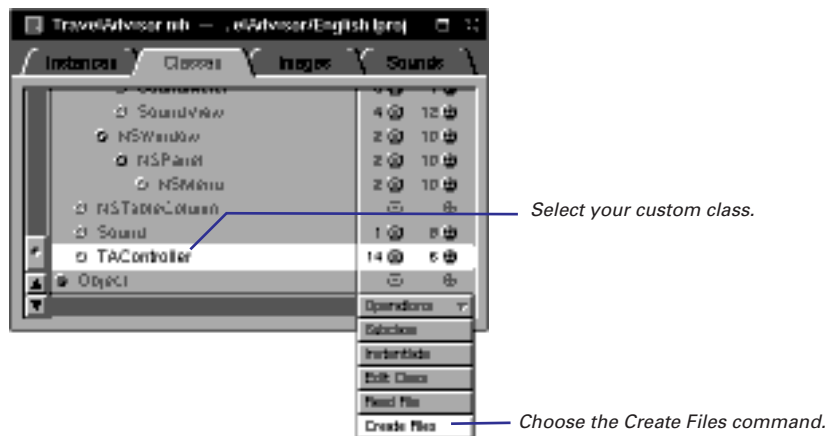 TravelAdvisor.nib — ...elAdvisor/English.lproj
Instances Classes Images Sounds
SoundView 4 12
NSWindow 2 10
NSPanel 2 10
NSMenu 2 10
NSTableColumn
Select your custom class.
Sound 1 8
TAController 14 6
Object
Operations
Subclass
Instantiate
Edit Class
Read File
Create Files
Choose the Create Files command.